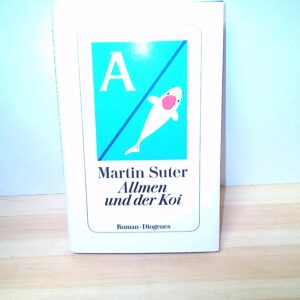 A
Martin Suter
Allmen
und der Koi
Roman · Diogenes